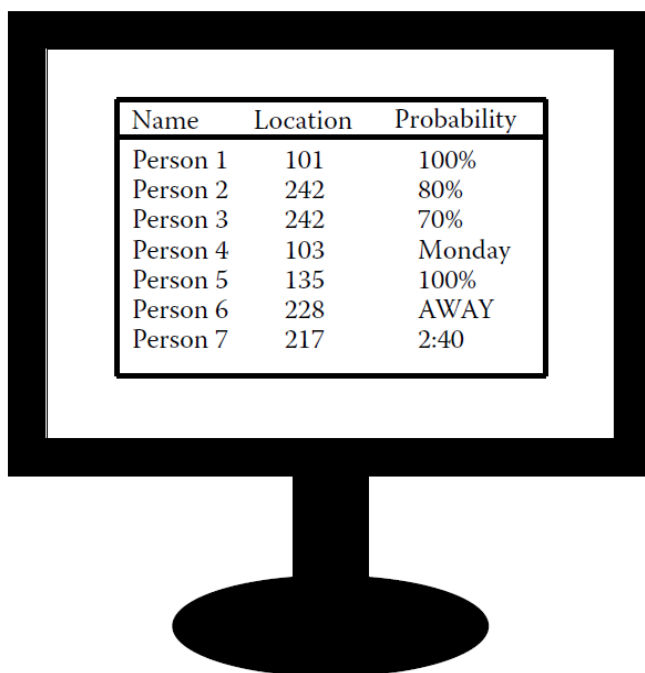 Name Location Probability
Person 1 101 100%
Person 2 242 80%
Person 3 242 70%
Person 4 103 Monday
Person 5 135 100%
Person 6 228 AWAY
Person 7 217 2:40